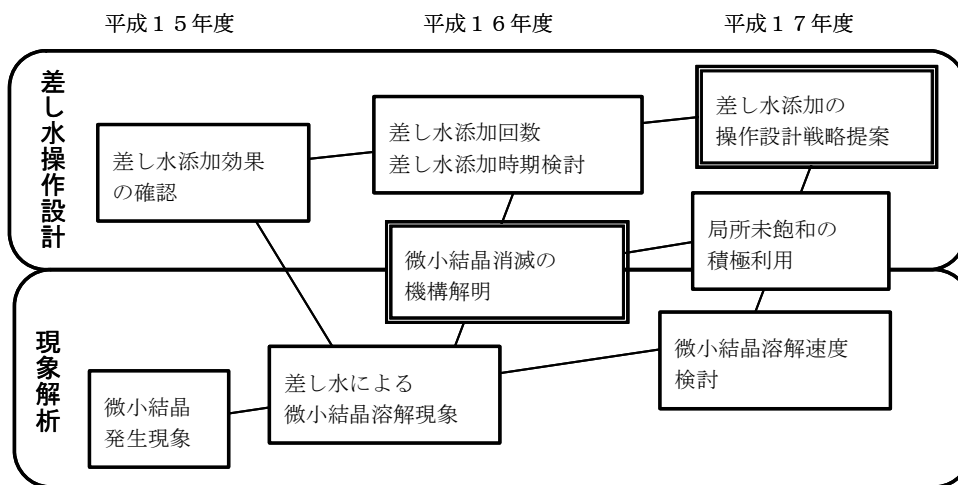 平成１５年度
平成１６年度
平成１７年度
差し水操作設計
差し水添加効果
の確認
差し水添加回数
差し水添加時期検討
差し水添加の
操作設計戦略提案
微小結晶消滅の
機構解明
局所未飽和の
積極利用
現象解析
微小結晶
発生現象
差し水による
微小結晶溶解現象
微小結晶溶解速度
検討